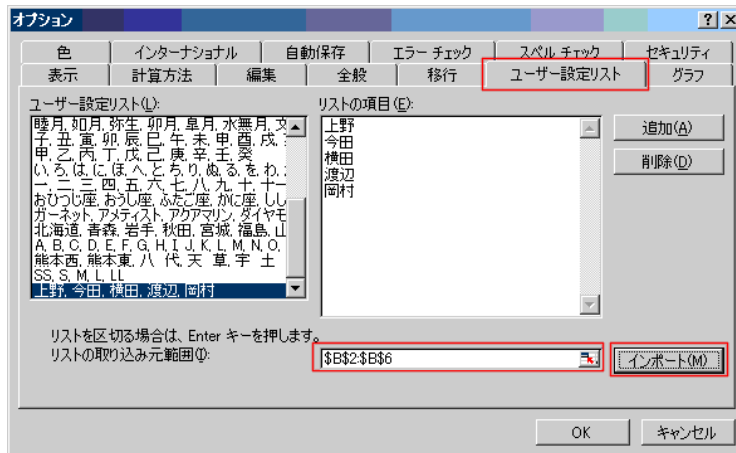 オプション
色 インターナショナル 自動保存 エラー チェック スペル チェック セキュリティ
表示 計算方法 編集 全般 移行 ユーザー設定リスト グラフ
ユーザー設定リスト(L):
睦月, 如月, 弥生, 卯月, 皐月, 水無月, 文
子, 丑, 寅, 卯, 辰, 巳, 午, 未, 申, 酉, 戌,
甲, 乙, 丙, 丁, 戊, 己, 庚, 辛, 壬, 癸
い, ろ, は, に, ほ, へ, と, ち, り, ぬ, る, を, わ,
一, 二, 三, 四, 五, 六, 七, 八, 九, 十, 十一
おひつじ座, おうし座, ふたご座, かに座, しし
ガーネット, アメティスト, アクアマリン, ダイヤモ
北海道, 青森, 岩手, 秋田, 宮城, 福島, 山
A, B, C, D, E, F, G, H, I, J, K, L, M, N, O,
熊本西, 熊本東, 八 代, 天 草, 宇 土
SS, S, M, L, LL
上野, 今田, 横田, 渡辺, 岡村
リストの項目(E):
上野
今田
横田
渡辺
岡村
追加(A)
削除(D)
リストを区切る場合は、Enter キーを押します。
リストの取り込み元範囲(I):
$B$2:$B$6
インポート(M)
OK キャンセル